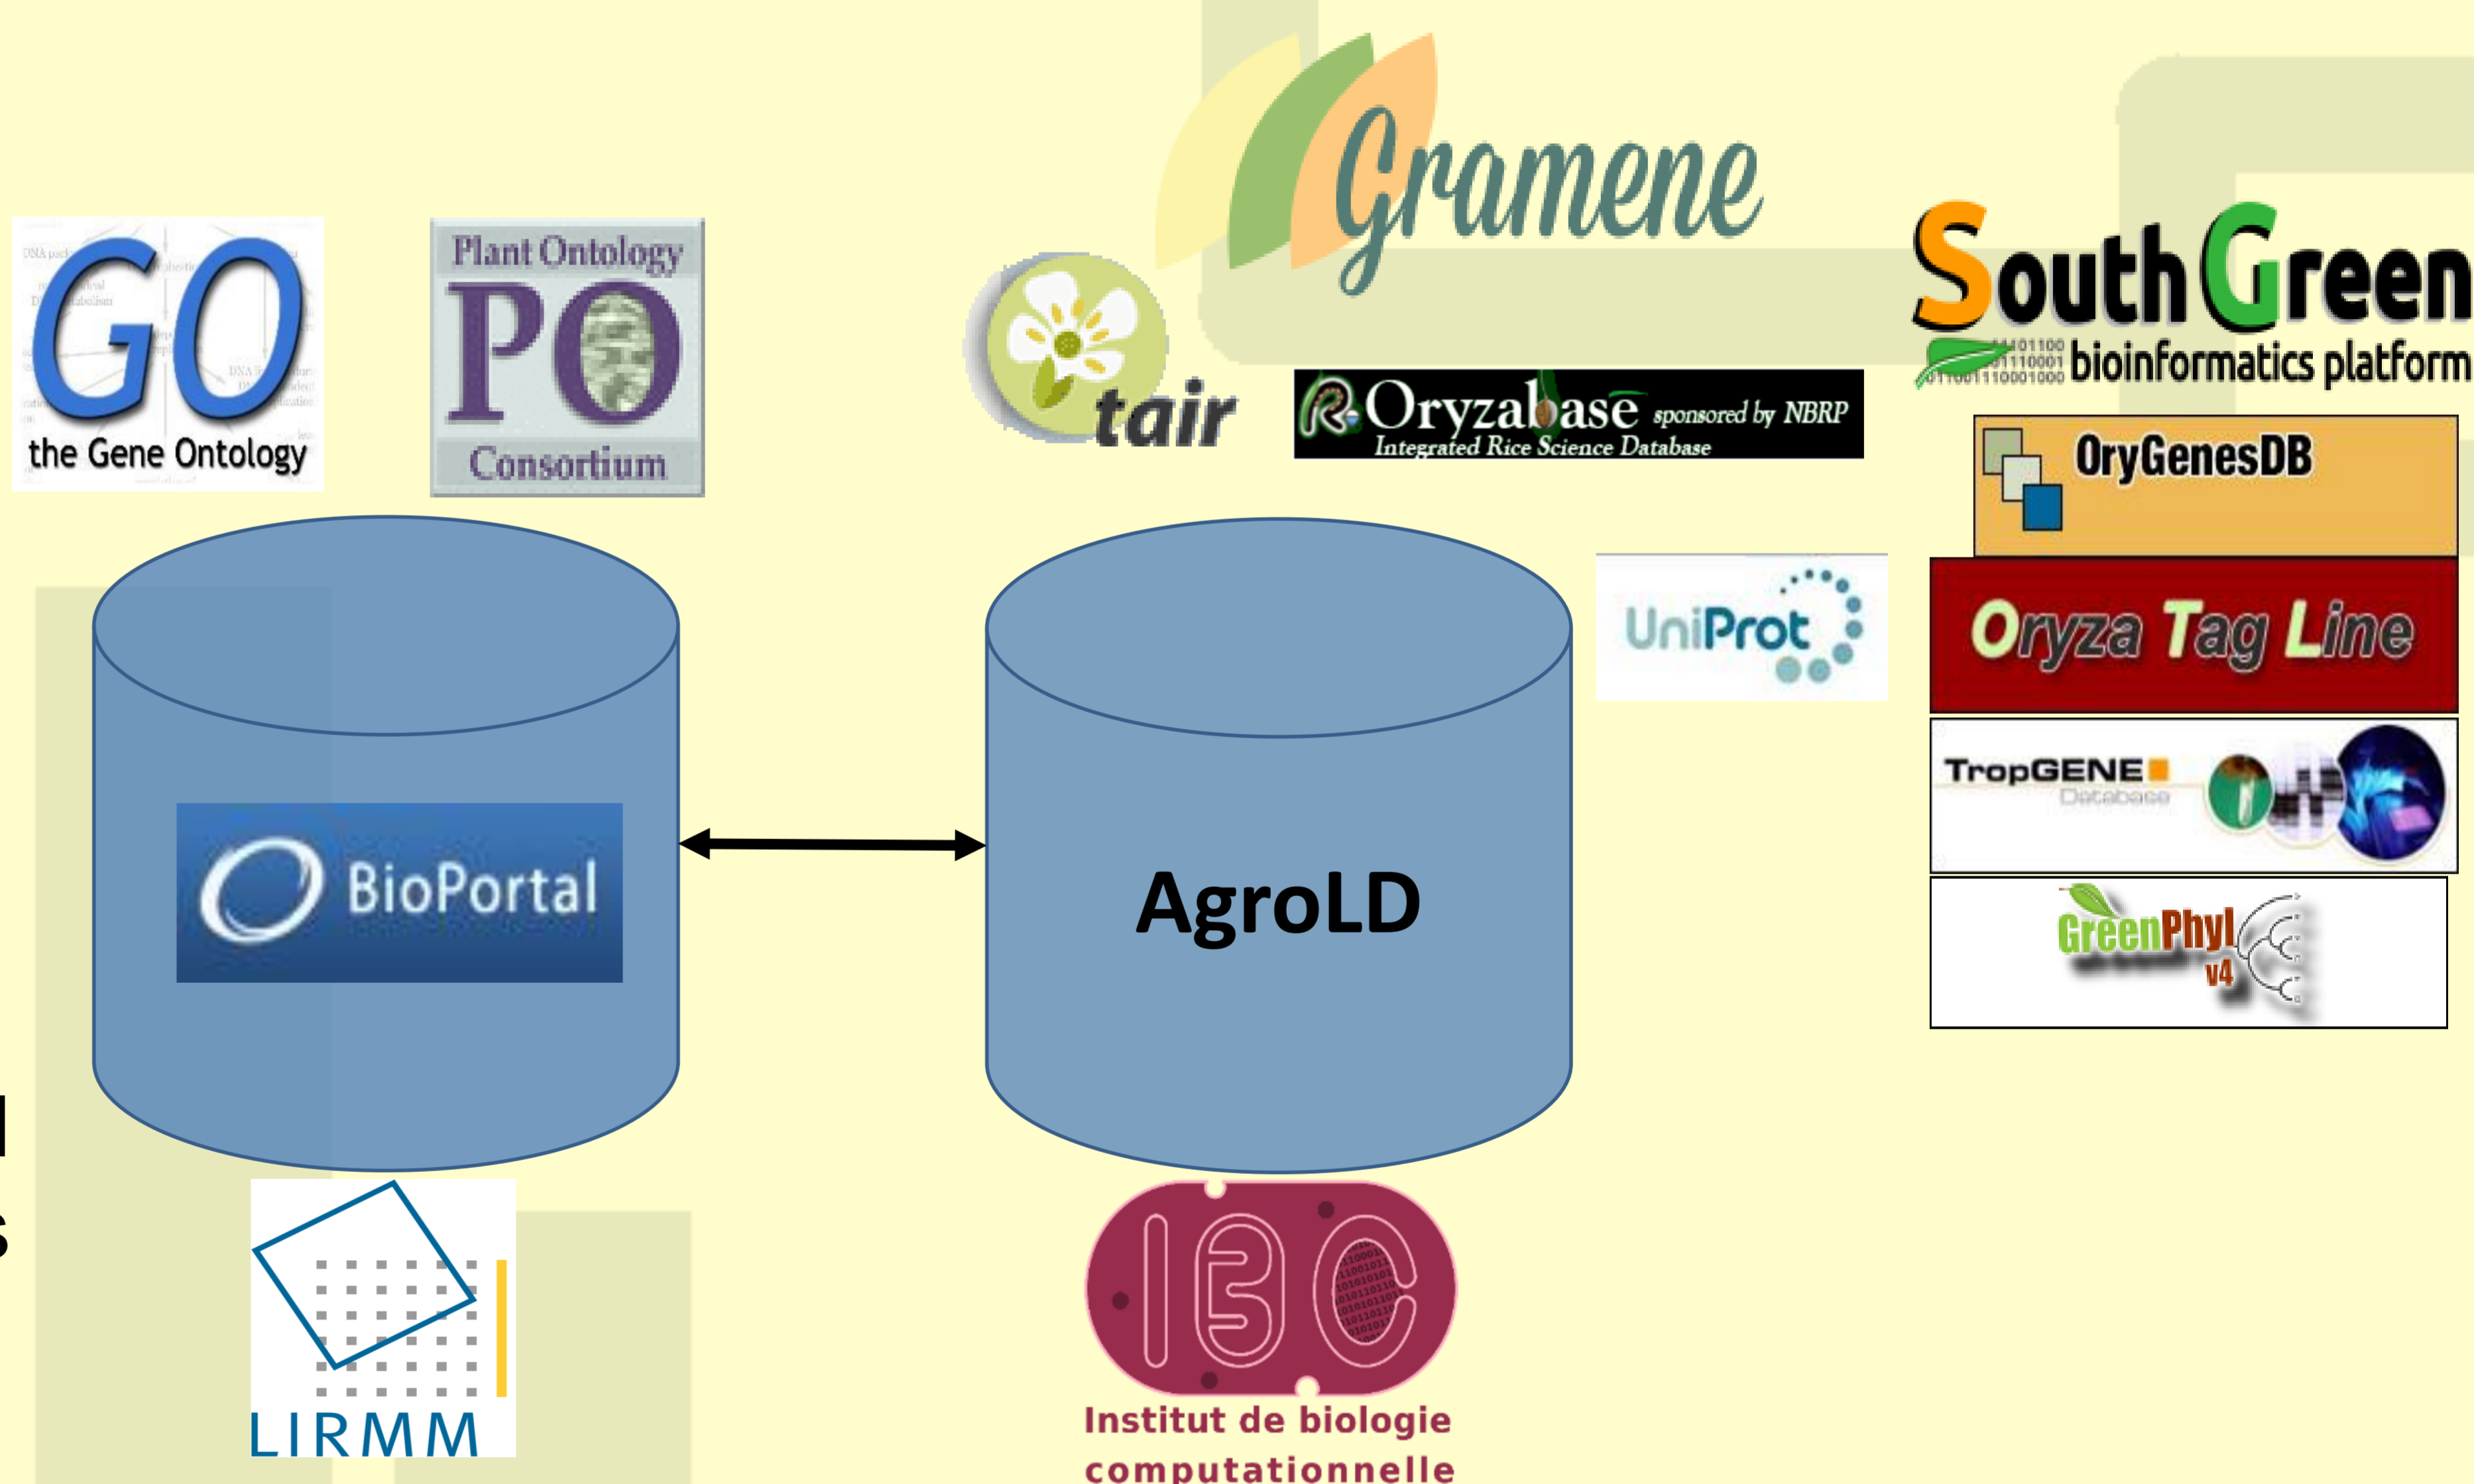 Gramene
GO
the Gene Ontology
Plant Ontology
PO
Consortium
tair
Oryzabase sponsored by NBRP
Integrated Rice Science Database
South Green
bioinformatics platform
OryGenesDB
UniProt
Oryza Tag Line
TropGENE
Database
BioPortal
AgroLD
GreenPhyl
v4
LIRMM
IBC
Institut de biologie
computationnelle